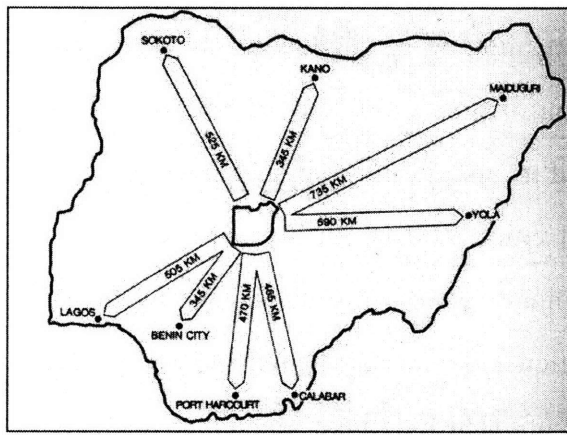 SOKOTO
KANO
MAIDUGURI
525 KM
345 KM
735 KM
590 KM
YOLA
505 KM
345 KM
470 KM
465 KM
LAGOS
BENIN CITY
PORT HARCOURT
CALABAR